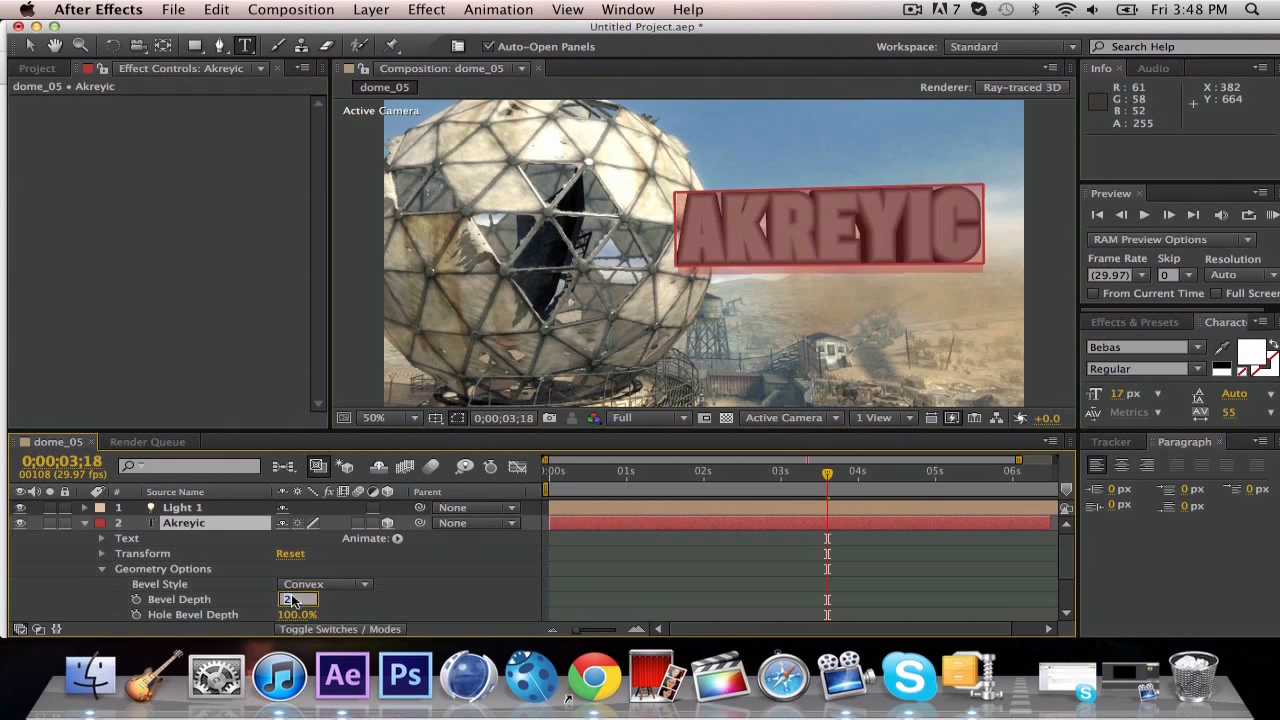 After Effects File Edit Composition Layer Effect Animation View Window Help 7 Fri 3:48 PM
Untitled Project.aep *
T Auto-Open Panels Workspace: Standard Search Help
Project Effect Controls: Akreyic Composition: dome_05 Info Audio
dome_05 • Akreyic dome_05 Renderer: Ray-traced 3D
R : 61 X : 382
G : 58 Y : 664
B : 52
A : 255
Active Camera
AKREYIC
Preview
RAM Preview Options
Frame Rate Skip Resolution
(29.97) 0 Auto
From Current Time Full Screen
Effects & Presets Charact
Bebas
Regular
17 px Auto
Metrics 55
50% 0;00;03;18 Full Active Camera 1 View +0.0
dome_05 Render Queue Tracker Paragraph
0;00;03;18
00108 (29.97 fps)
:00s 01s 02s 03s 04s 05s 06s
# Source Name fx Parent
1 Light 1 None
2 T Akreyic None
Text Animate:
Transform Reset
Geometry Options
Bevel Style Convex
Bevel Depth 2
Hole Bevel Depth 100.0%
Toggle Switches / Modes
0 px 0 px 0 px
0 px 0 px
Ae Ps